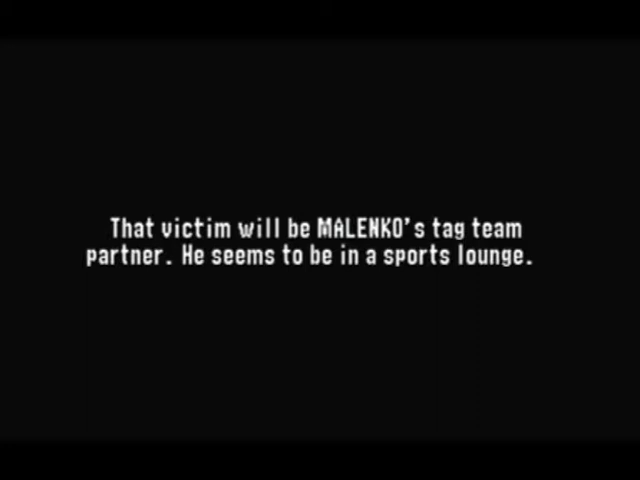 That victim will be MALENKO's tag team
partner. He seems to be in a sports lounge.